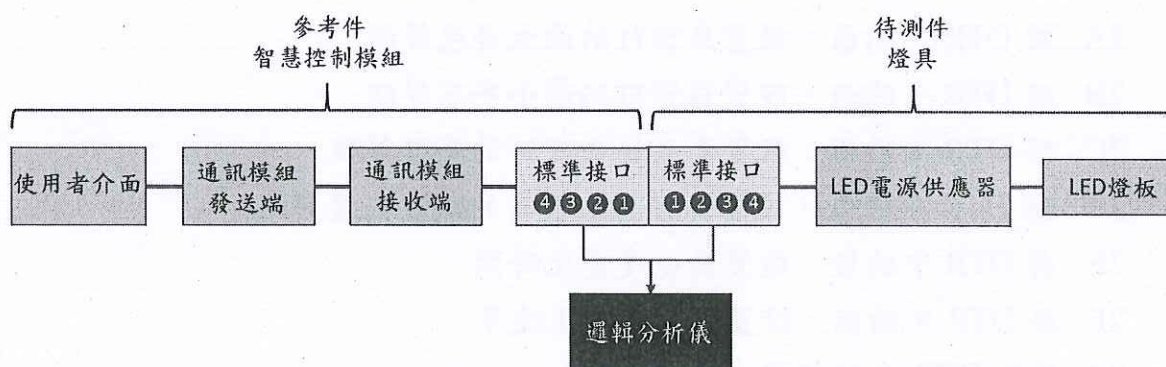 參考件
智慧控制模組
待測件
燈具
使用者介面
通訊模組
發送端
通訊模組
接收端
標準接口
④③②①
標準接口
①②③④
LED電源供應器
LED燈板
邏輯分析儀